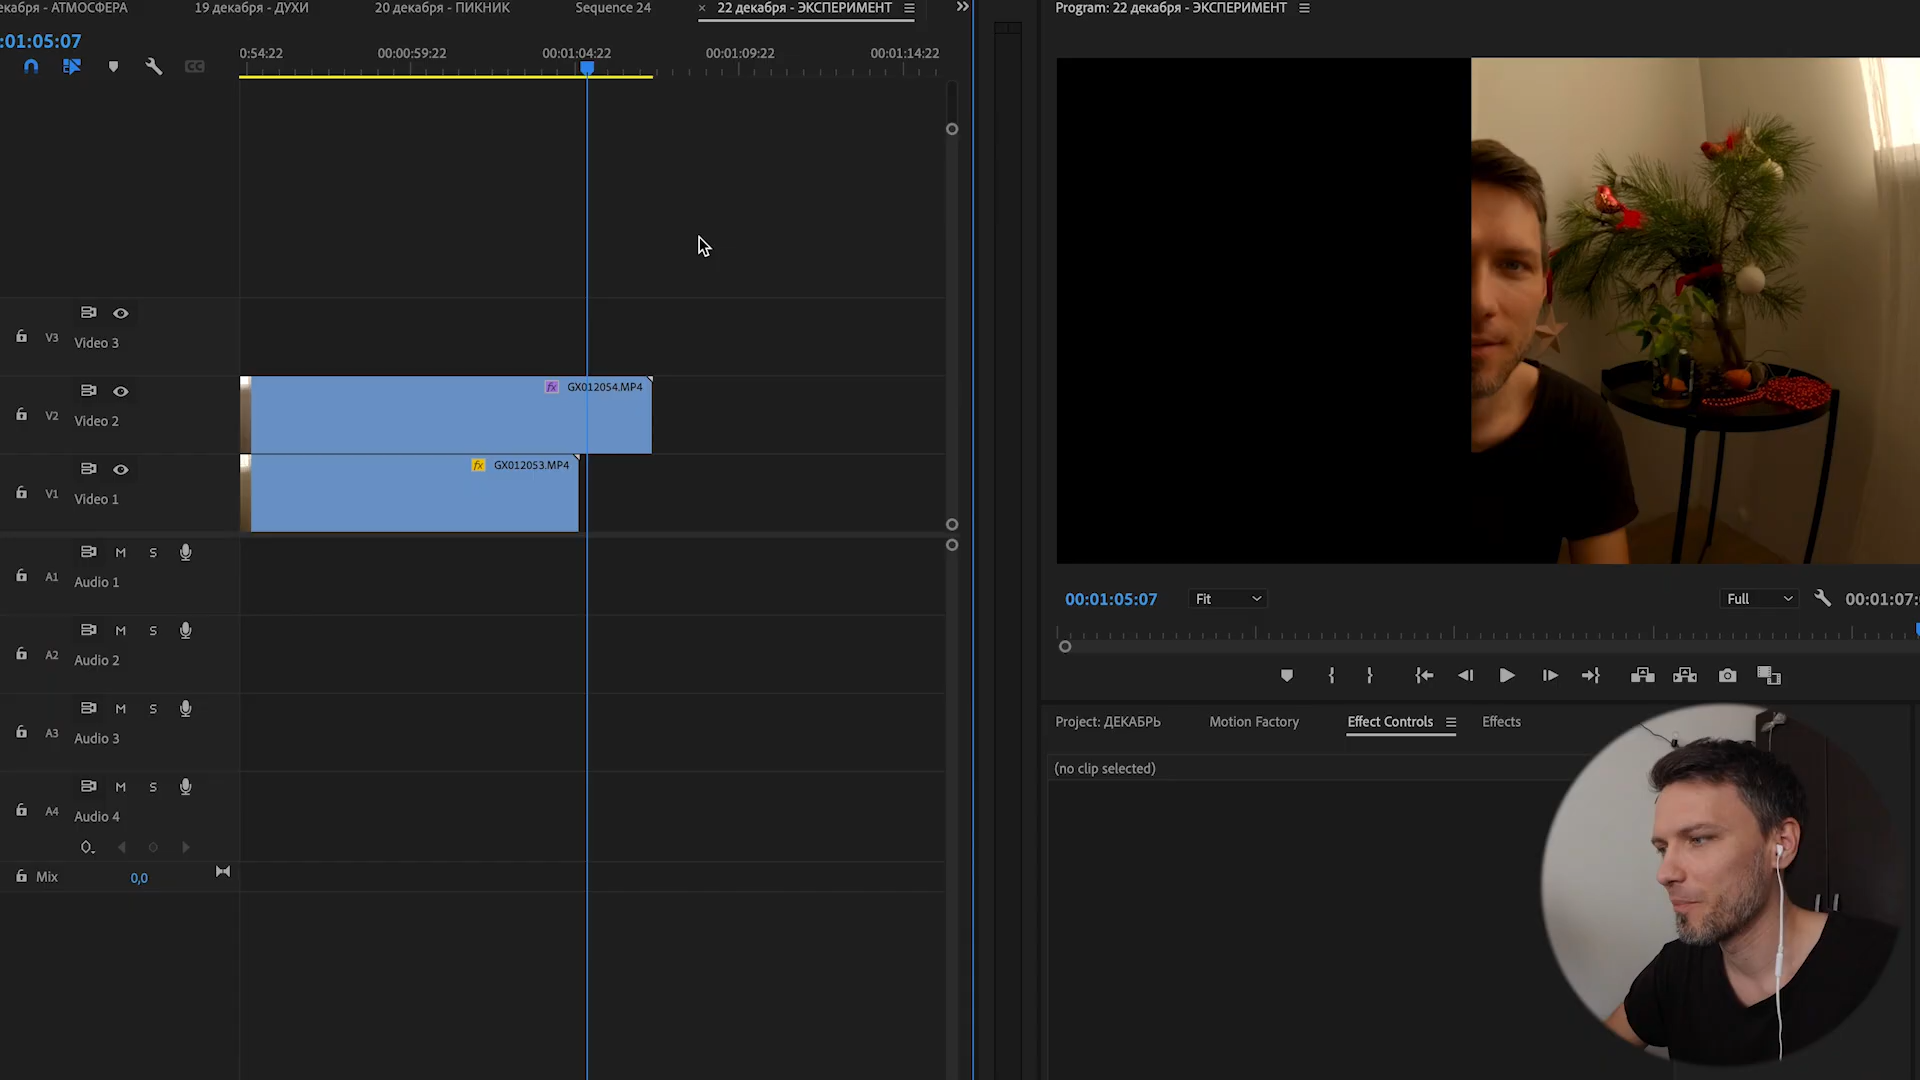 екабря - АТМОСФЕРА
19 декабря - ДУХИ
20 декабря - ПИКНИК
Sequence 24
× 22 декабря - ЭКСПЕРИМЕНТ
:01:05:07
0:54:22
00:00:59:22
00:01:04:22
00:01:09:22
00:01:14:22
V3 Video 3
fx GX012054.MP4
V2 Video 2
fx GX012053.MP4
V1 Video 1
M S
A1 Audio 1
M S
A2 Audio 2
M S
A3 Audio 3
M S
A4 Audio 4
Mix 0,0
Program: 22 декабря - ЭКСПЕРИМЕНТ
00:01:05:07
Fit
Full
00:01:07:
Project: ДЕКАБРЬ
Motion Factory
Effect Controls
Effects
(no clip selected)